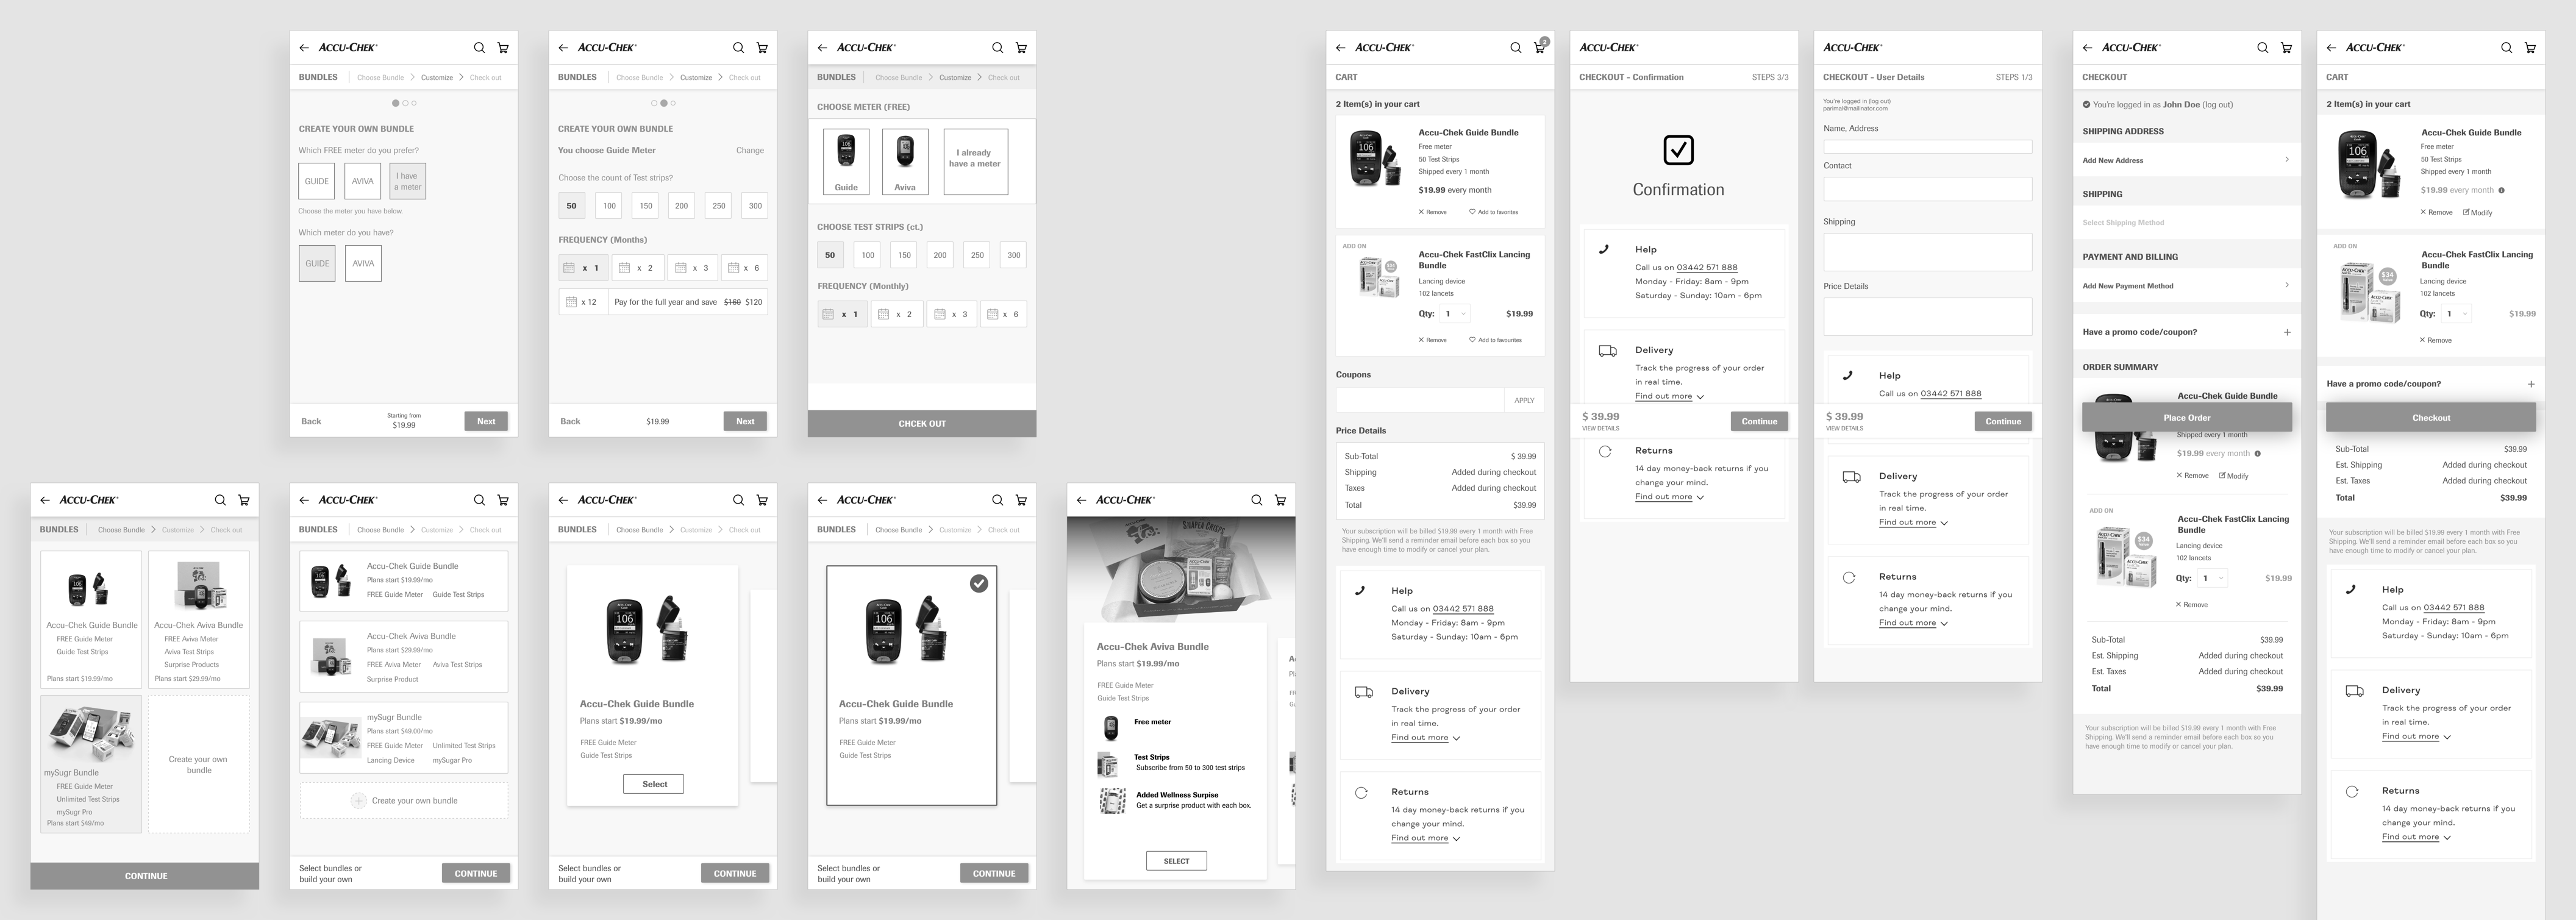 ACCU-CHEK
BUNDLES
Choose Bundle
Customize
Check out
CREATE YOUR OWN BUNDLE
Which FREE meter do you prefer?
GUIDE
AVIVA
I have
a meter
Choose the meter you have below.
Which meter do you have?
GUIDE
AVIVA
Back
Starting from
$19.99
Next
ACCU-CHEK
BUNDLES
Choose Bundle
Customize
Check out
CREATE YOUR OWN BUNDLE
You choose Guide Meter
Change
Choose the count of Test strips?
50
100
150
200
250
300
FREQUENCY (Months)
x 1
x 2
x 3
x 6
x 12
Pay for the full year and save $160 $120
Back
$19.99
Next
ACCU-CHEK
BUNDLES
Choose Bundle
Customize
Check out
CHOOSE METER (FREE)
Guide
Aviva
I already
have a meter
CHOOSE TEST STRIPS (ct.)
50
100
150
200
250
300
FREQUENCY (Monthly)
x 1
x 2
x 3
x 6
CHCEK OUT
ACCU-CHEK
BUNDLES
Choose Bundle
Customize
Check out
106
Accu-Chek Guide Bundle
FREE Guide Meter
Guide Test Strips
Plans start $19.99/mo
Accu-Chek Aviva Bundle
FREE Aviva Meter
Aviva Test Strips
Surprise Products
Plans start $29.99/mo
mySugr Bundle
FREE Guide Meter
Unlimited Test Strips
mySugr Pro
Plans start $49/mo
Create your own
bundle
CONTINUE
ACCU-CHEK
BUNDLES
Choose Bundle
Customize
Check out
106
Accu-Chek Guide Bundle
Plans start $19.99/mo
FREE Guide Meter
Guide Test Strips
Accu-Chek Aviva Bundle
Plans start $29.99/mo
FREE Aviva Meter
Aviva Test Strips
Surprise Product
mySugr Bundle
Plans start $49.00/mo
FREE Guide Meter
Unlimited Test Strips
Lancing Device
mySugar Pro
Create your own bundle
Select bundles or
build your own
CONTINUE
ACCU-CHEK
BUNDLES
Choose Bundle
Customize
Check out
106
Accu-Chek Guide Bundle
Plans start $19.99/mo
FREE Guide Meter
Guide Test Strips
Select
Select bundles or
build your own
CONTINUE
ACCU-CHEK
BUNDLES
Choose Bundle
Customize
Check out
106
Accu-Chek Guide Bundle
Plans start $19.99/mo
FREE Guide Meter
Guide Test Strips
Select bundles or
build your own
CONTINUE
ACCU-CHEK
Accu-Chek Aviva Bundle
Plans start $19.99/mo
FREE Guide Meter
Guide Test Strips
Free meter
Test Strips
Subscribe from 50 to 300 test strips
Added Wellness Surpise
Get a surprise product with each box.
SELECT
ACCU-CHEK
2
CART
2 Item(s) in your cart
106
Accu-Chek Guide Bundle
Free meter
50 Test Strips
Shipped every 1 month
$19.99 every month
Remove
Add to favorites
ADD ON
$34
Accu-Chek FastClix Lancing
Bundle
Lancing device
102 lancets
Qty: 1
$19.99
Remove
Add to favourites
Coupons
APPLY
Price Details
Sub-Total
$ 39.99
Shipping
Added during checkout
Taxes
Added during checkout
Total
$39.99
Your subscription will be billed $19.99 every 1 month with Free
Shipping. We'll send a reminder email before each box so you
have enough time to modify or cancel your plan.
Help
Call us on 03442 571 888
Monday - Friday: 8am - 9pm
Saturday - Sunday: 10am - 6pm
Delivery
Track the progress of your order
in real time.
Find out more
Returns
14 day money-back returns if you
change your mind.
Find out more
ACCU-CHEK
CHECKOUT - Confirmation
STEPS 3/3
Confirmation
Help
Call us on 03442 571 888
Monday - Friday: 8am - 9pm
Saturday - Sunday: 10am - 6pm
Delivery
Track the progress of your order
in real time.
Find out more
$ 39.99
VIEW DETAILS
Continue
Returns
14 day money-back returns if you
change your mind.
Find out more
ACCU-CHEK
CHECKOUT - User Details
STEPS 1/3
You're logged in (log out)
parimal@mailinator.com
Name, Address
Contact
Shipping
Price Details
Help
Call us on 03442 571 888
$ 39.99
VIEW DETAILS
Continue
Delivery
Track the progress of your order
in real time.
Find out more
Returns
14 day money-back returns if you
change your mind.
Find out more
ACCU-CHEK
CHECKOUT
You're logged in as John Doe (log out)
SHIPPING ADDRESS
Add New Address
SHIPPING
Select Shipping Method
PAYMENT AND BILLING
Add New Payment Method
Have a promo code/coupon?
ORDER SUMMARY
Accu-Chek Guide Bundle
Place Order
Shipped every 1 month
$19.99 every month
Remove
Modify
ADD ON
$34
Accu-Chek FastClix Lancing
Bundle
Lancing device
102 lancets
Qty: 1
$19.99
Remove
Sub-Total
$39.99
Est. Shipping
Added during checkout
Est. Taxes
Added during checkout
Total
$39.99
Your subscription will be billed $19.99 every 1 month with Free
Shipping. We'll send a reminder email before each box so you
have enough time to modify or cancel your plan.
ACCU-CHEK
CART
2 Item(s) in your cart
106
Accu-Chek Guide Bundle
Free meter
50 Test Strips
Shipped every 1 month
$19.99 every month
Remove
Modify
ADD ON
$34
Accu-Chek FastClix Lancing
Bundle
Lancing device
102 lancets
Qty: 1
$19.99
Remove
Have a promo code/coupon?
Checkout
Sub-Total
$39.99
Est. Shipping
Added during checkout
Est. Taxes
Added during checkout
Total
$39.99
Your subscription will be billed $19.99 every 1 month with Free
Shipping. We'll send a reminder email before each box so you
have enough time to modify or cancel your plan.
Help
Call us on 03442 571 888
Monday - Friday: 8am - 9pm
Saturday - Sunday: 10am - 6pm
Delivery
Track the progress of your order
in real time.
Find out more
Returns
14 day money-back returns if you
change your mind.
Find out more